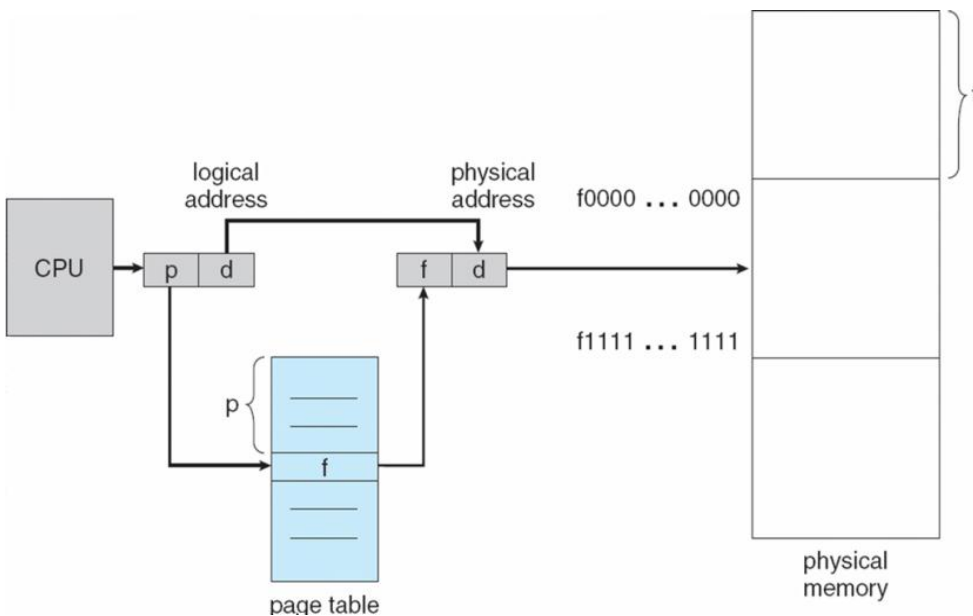 logical
address
physical
address
f0000 ... 0000
CPU
p
d
f
d
f1111 ... 1111
p
f
page table
physical
memory